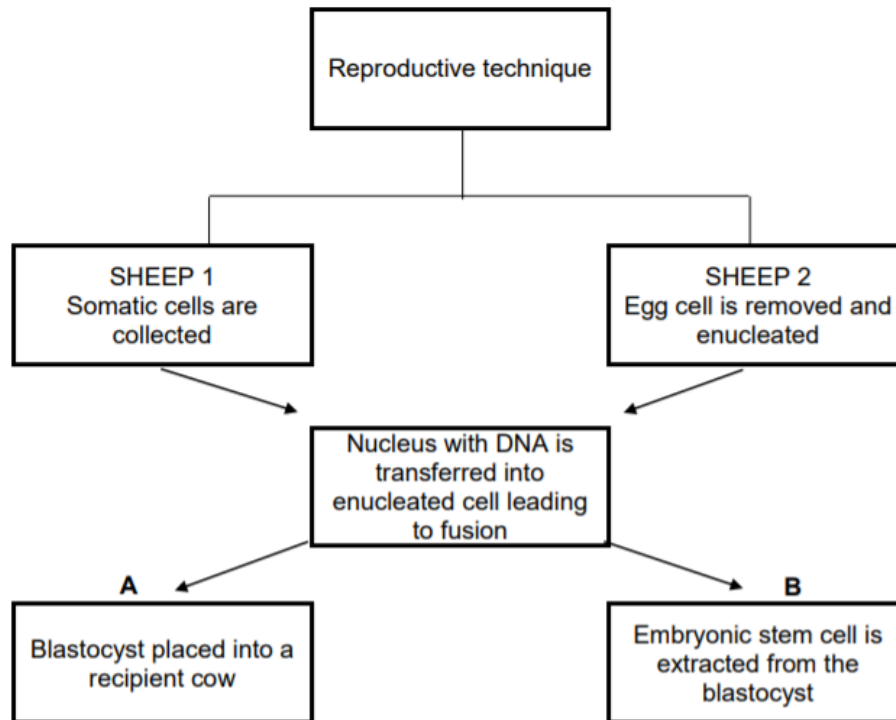 Reproductive technique
SHEEP 1
Somatic cells are
collected
SHEEP 2
Egg cell is removed and
enucleated
Nucleus with DNA is
transferred into
enucleated cell leading
to fusion
A
Blastocyst placed into a
recipient cow
B
Embryonic stem cell is
extracted from the
blastocyst